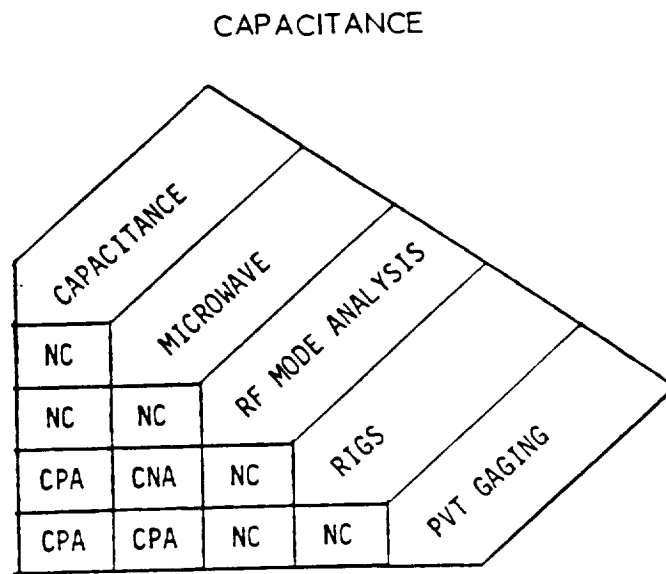 CAPACITANCE
CAPACITANCE
MICROWAVE
RF MODE ANALYSIS
RIGS
PVT GAGING
NC
NC NC
CPA CNA NC
CPA CPA NC NC